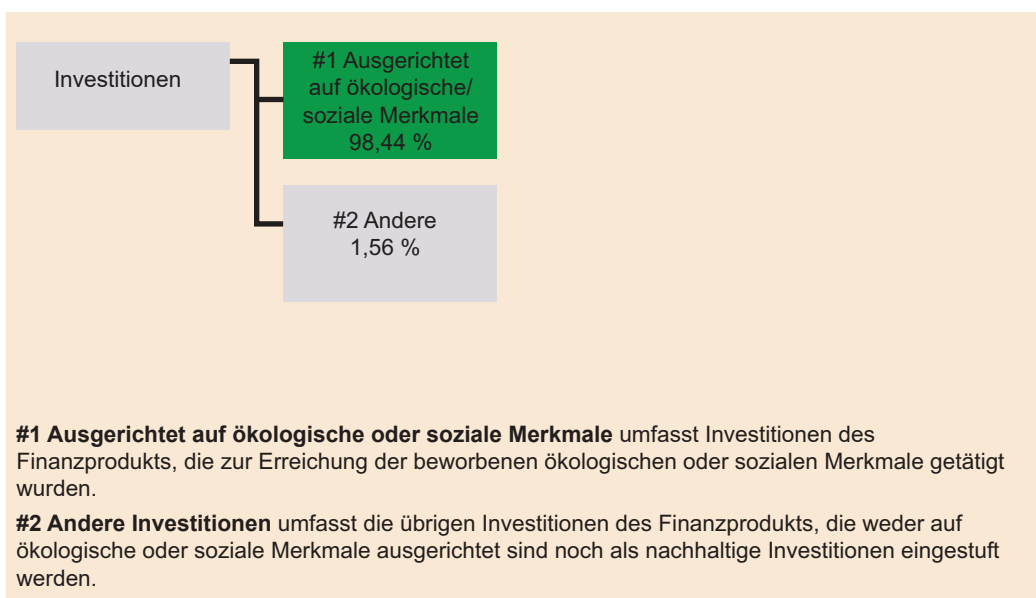 Investitionen
#1 Ausgerichtet
auf ökologische/
soziale Merkmale
98,44 %
#2 Andere
1,56 %
#1 Ausgerichtet auf ökologische oder soziale Merkmale umfasst Investitionen des
Finanzprodukts, die zur Erreichung der beworbenen ökologischen oder sozialen Merkmale getätigt
wurden.
#2 Andere Investitionen umfasst die übrigen Investitionen des Finanzprodukts, die weder auf
ökologische oder soziale Merkmale ausgerichtet sind noch als nachhaltige Investitionen eingestuft
werden.